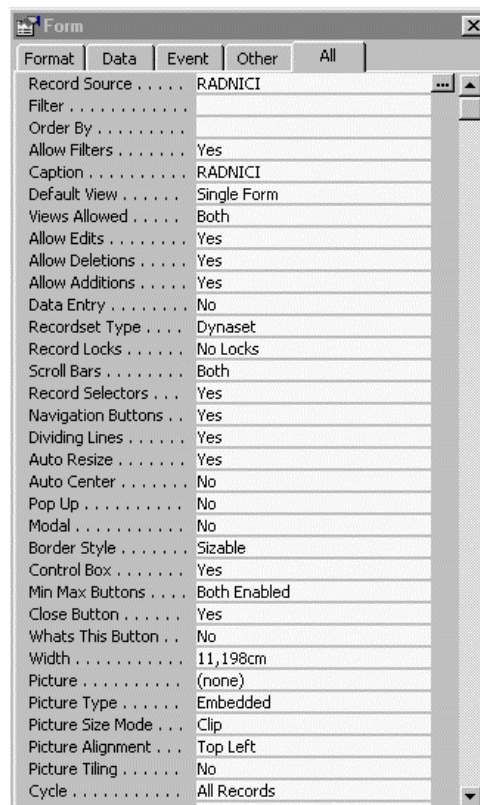 Form
Format Data Event Other All
Record Source . . . . . RADNICI ...
Filter . . . . . . . . . . . .
Order By . . . . . . . . .
Allow Filters . . . . . . . Yes
Caption . . . . . . . . . . RADNICI
Default View . . . . . . Single Form
Views Allowed . . . . . Both
Allow Edits . . . . . . . . Yes
Allow Deletions . . . . . Yes
Allow Additions . . . . . Yes
Data Entry . . . . . . . . No
Recordset Type . . . . Dynaset
Record Locks . . . . . . No Locks
Scroll Bars . . . . . . . . Both
Record Selectors . . . Yes
Navigation Buttons . . Yes
Dividing Lines . . . . . . Yes
Auto Resize . . . . . . . Yes
Auto Center . . . . . . . No
Pop Up . . . . . . . . . . No
Modal . . . . . . . . . . . No
Border Style . . . . . . . Sizable
Control Box . . . . . . . Yes
Min Max Buttons . . . . Both Enabled
Close Button . . . . . . Yes
Whats This Button . . No
Width . . . . . . . . . . . 11,198cm
Picture . . . . . . . . . . (none)
Picture Type . . . . . . Embedded
Picture Size Mode . . . Clip
Picture Alignment . . . Top Left
Picture Tiling . . . . . . No
Cycle . . . . . . . . . . . All Records